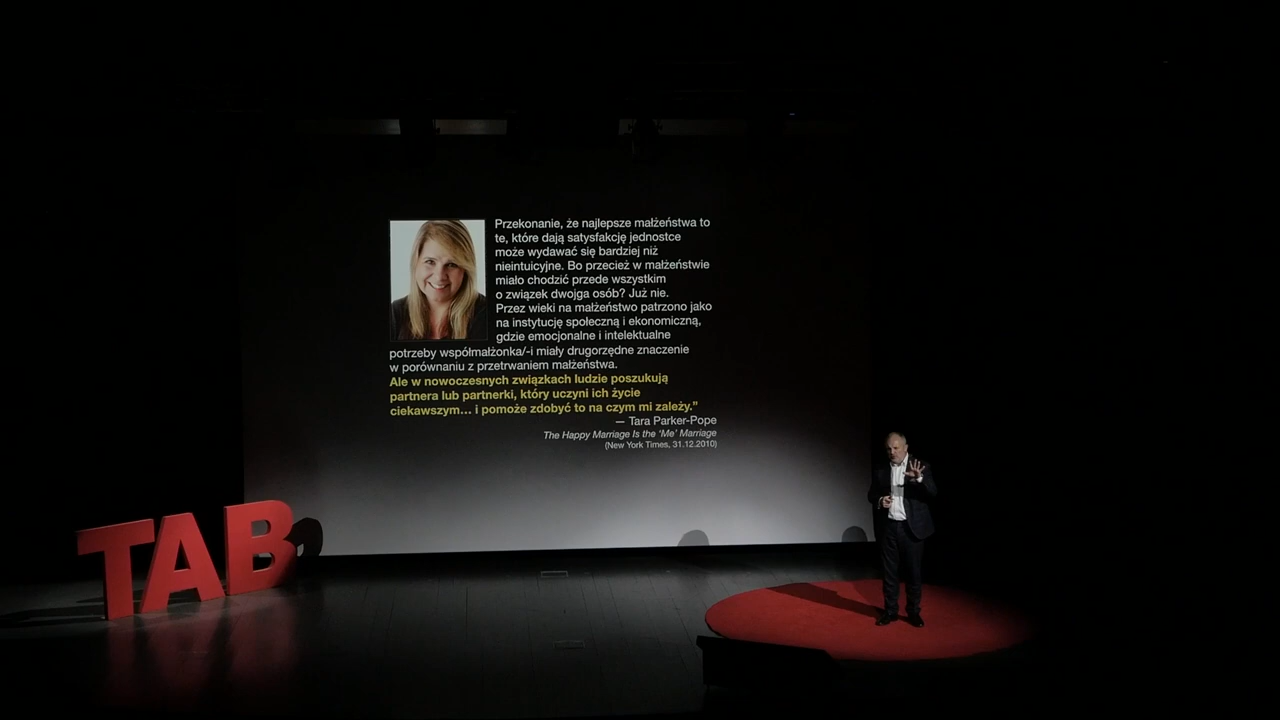 Przekonanie, że najlepsze małżeństwa to
te, które dają satysfakcję jednostce
może wydawać się bardziej niż
nieintuicyjne. Bo przecież w małżeństwie
miało chodzić przede wszystkim
o związek dwojga osób? Już nie.
Przez wieki na małżeństwo patrzono jako
na instytucję społeczną i ekonomiczną,
gdzie emocjonalne i intelektualne
potrzeby współmałżonka/-i miały drugorzędne znaczenie
w porównaniu z przetrwaniem małżeństwa.
Ale w nowoczesnych związkach ludzie poszukują
partnera lub partnerki, który uczyni ich życie
ciekawszym... i pomoże zdobyć to na czym mi zależy."
— Tara Parker-Pope
The Happy Marriage Is the 'Me' Marriage
(New York Times, 31.12.2010)
TAB